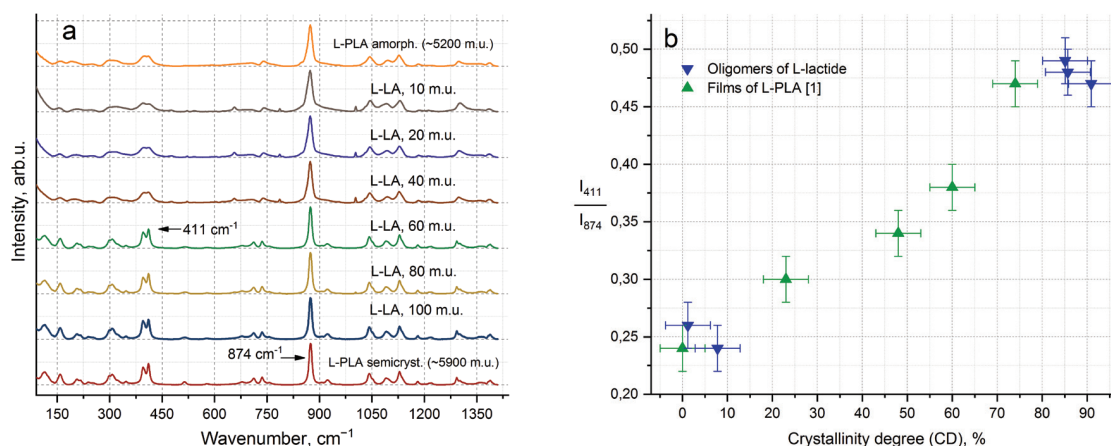 a
L-PLA amorph. (~5200 m.u.)
L-LA, 10 m.u.
L-LA, 20 m.u.
L-LA, 40 m.u.
411 cm⁻¹
L-LA, 60 m.u.
L-LA, 80 m.u.
L-LA, 100 m.u.
874 cm⁻¹
L-PLA semicryst. (~5900 m.u.)
Intensity, arb.u.
150 300 450 600 750 900 1050 1200 1350
Wavenumber, cm⁻¹
b
Oligomers of L-lactide
Films of L-PLA [1]
I₄₁₁
I₈₇₄
0,50
0,45
0,40
0,35
0,30
0,25
0,20
0 10 20 30 40 50 60 70 80 90
Crystallinity degree (CD), %